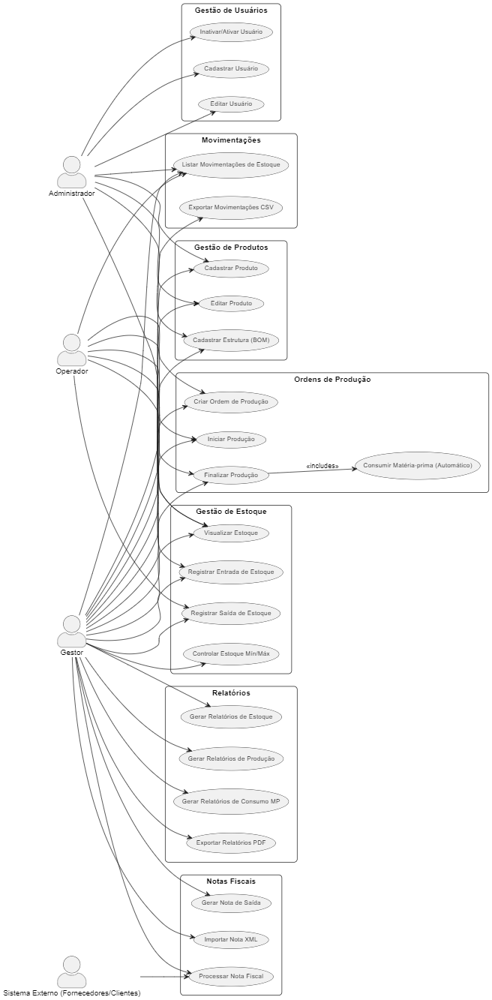 Gestão de Usuários
Inativar/Ativar Usuário
Cadastrar Usuário
Editar Usuário
Movimentações
Listar Movimentações de Estoque
Administrador
Exportar Movimentações CSV
Gestão de Produtos
Cadastrar Produto
Editar Produto
Cadastrar Estrutura (BOM)
Operador
Ordens de Produção
Criar Ordem de Produção
Iniciar Produção
Finalizar Produção
«includes»
Consumir Matéria-prima (Automático)
Gestão de Estoque
Visualizar Estoque
Registrar Entrada de Estoque
Registrar Saída de Estoque
Gestor
Controlar Estoque Mín/Máx
Relatórios
Gerar Relatórios de Estoque
Gerar Relatórios de Produção
Gerar Relatórios de Consumo MP
Exportar Relatórios PDF
Notas Fiscais
Gerar Nota de Saída
Importar Nota XML
Processar Nota Fiscal
Sistema Externo (Fornecedores/Clientes)